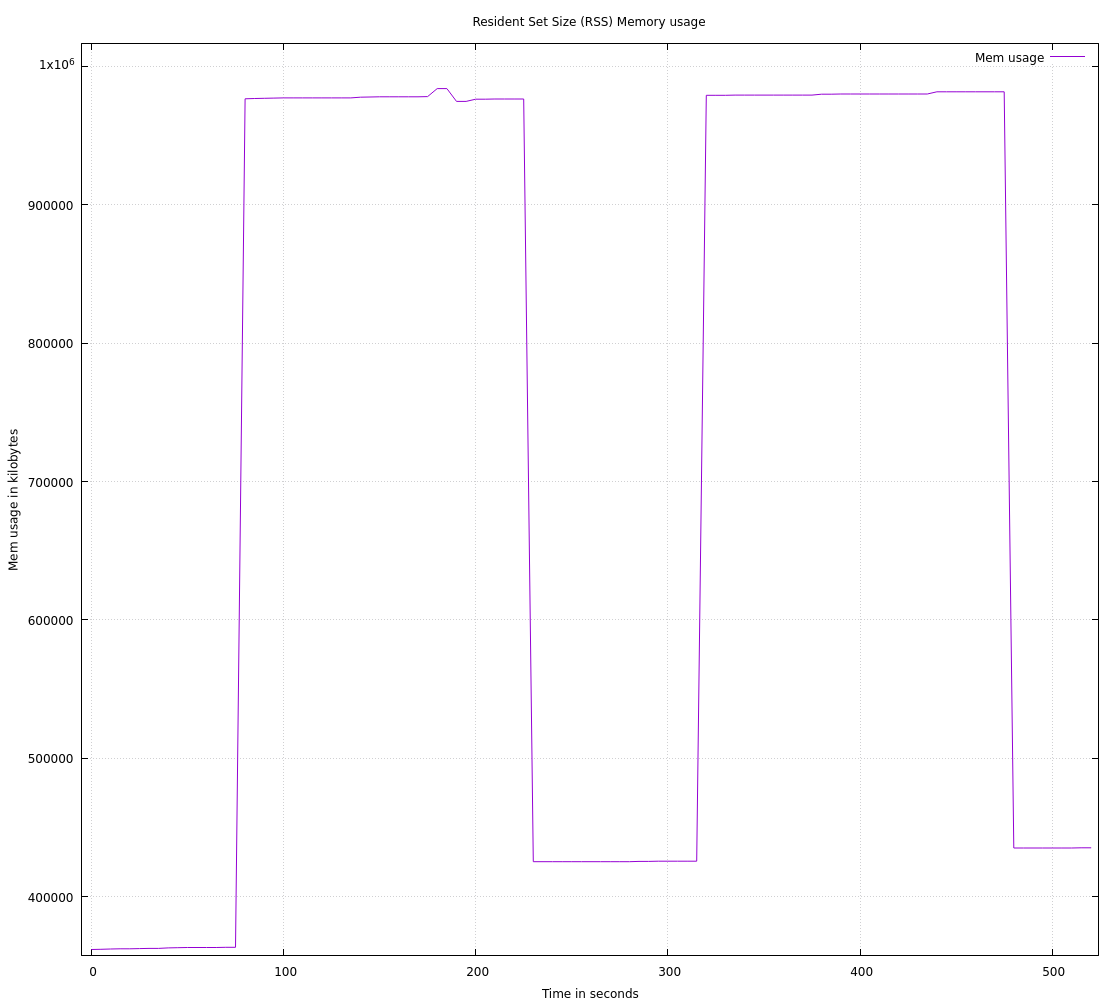 Resident Set Size (RSS) Memory usage
Mem usage
1x10⁶
900000
800000
700000
600000
500000
400000
Mem usage in kilobytes
0 100 200 300 400 500
Time in seconds